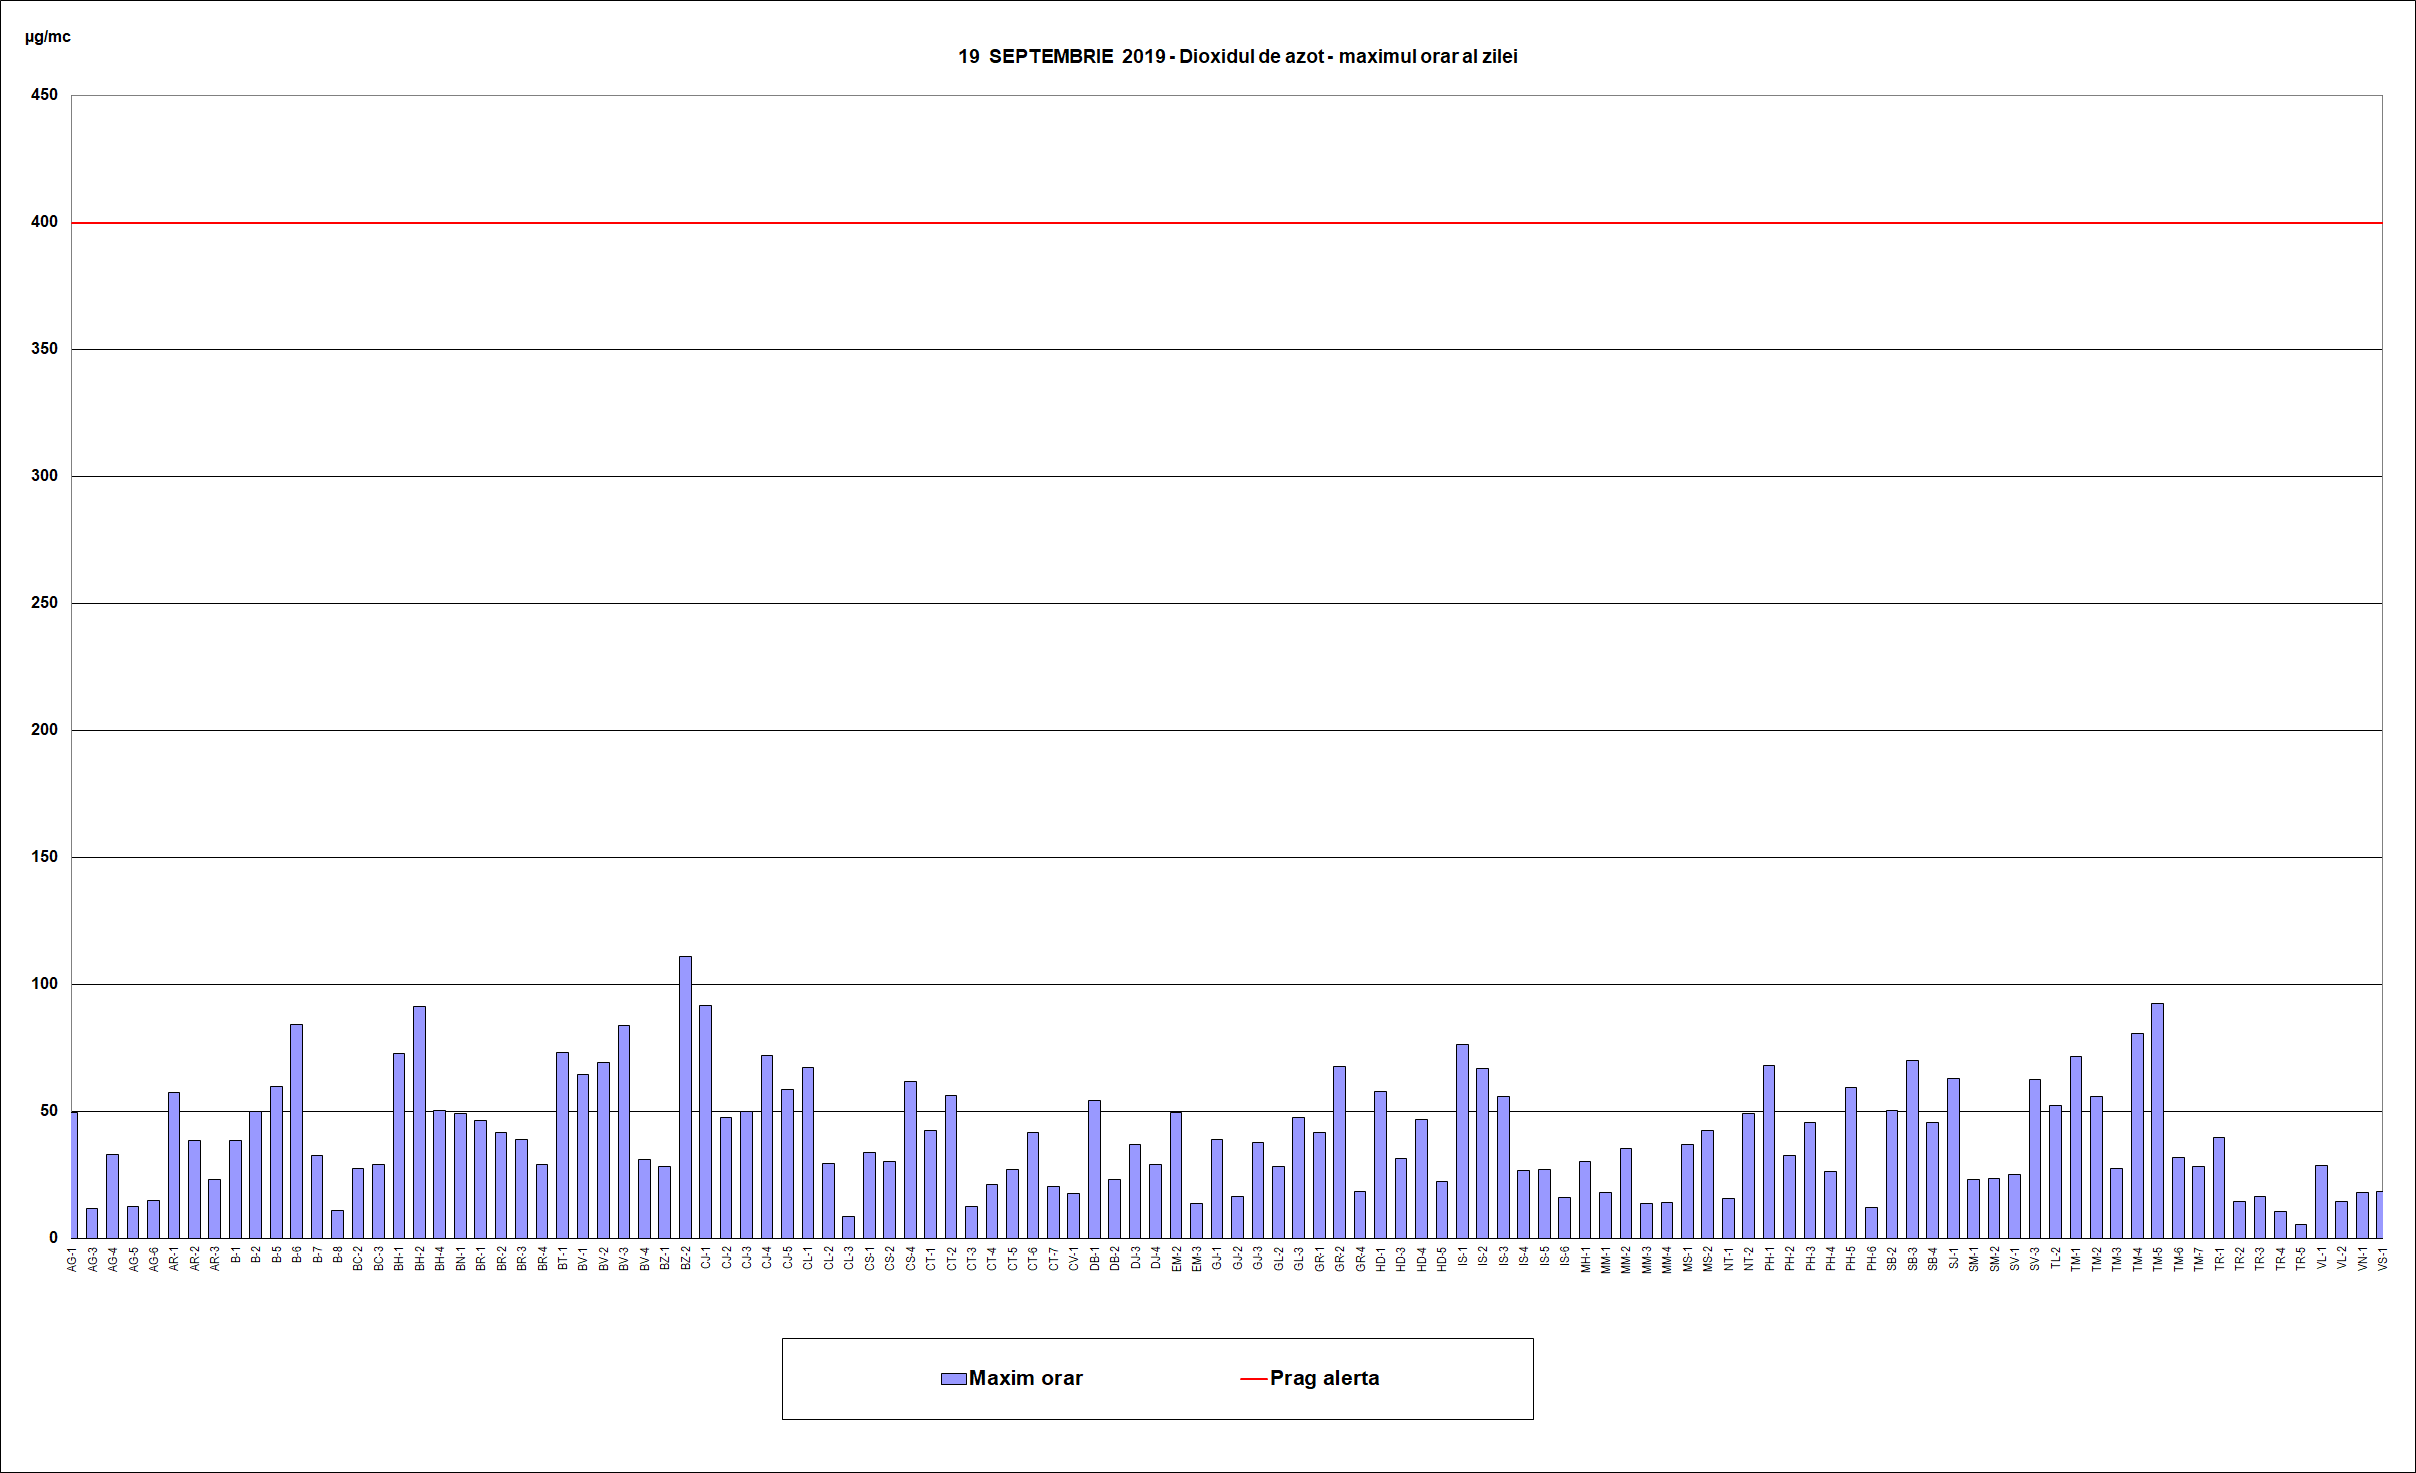 µg/mc
19 SEPTEMBRIE 2019 - Dioxidul de azot - maximul orar al zilei
450
400
350
300
250
200
150
100
50
0
AG-1 AG-3 AG-4 AG-5 AG-6 AR-1 AR-2 AR-3 B-1 B-2 B-5 B-6 B-7 B-8 BC-2 BC-3 BH-1 BH-2 BH-4 BN-1 BR-1 BR-2 BR-3 BR-4 BT-1 BV-1 BV-2 BV-3 BV-4 BZ-1 BZ-2 CJ-1 CJ-2 CJ-3 CJ-4 CJ-5 CL-1 CL-2 CL-3 CS-1 CS-2 CS-4 CT-1 CT-2 CT-3 CT-4 CT-5 CT-6 CT-7 CV-1 DB-1 DB-2 DJ-3 DJ-4 EM-2 EM-3 GJ-1 GJ-2 GJ-3 GL-2 GL-3 GR-1 GR-2 GR-4 HD-1 HD-3 HD-4 HD-5 IS-1 IS-2 IS-3 IS-4 IS-5 IS-6 MH-1 MM-1 MM-2 MM-3 MM-4 MS-1 MS-2 NT-1 NT-2 PH-1 PH-2 PH-3 PH-4 PH-5 PH-6 SB-2 SB-3 SB-4 SJ-1 SM-1 SM-2 SV-1 SV-3 TL-2 TM-1 TM-2 TM-3 TM-4 TM-5 TM-6 TM-7 TR-1 TR-2 TR-3 TR-4 TR-5 VL-1 VL-2 VN-1 VS-1
Maxim orar Prag alerta